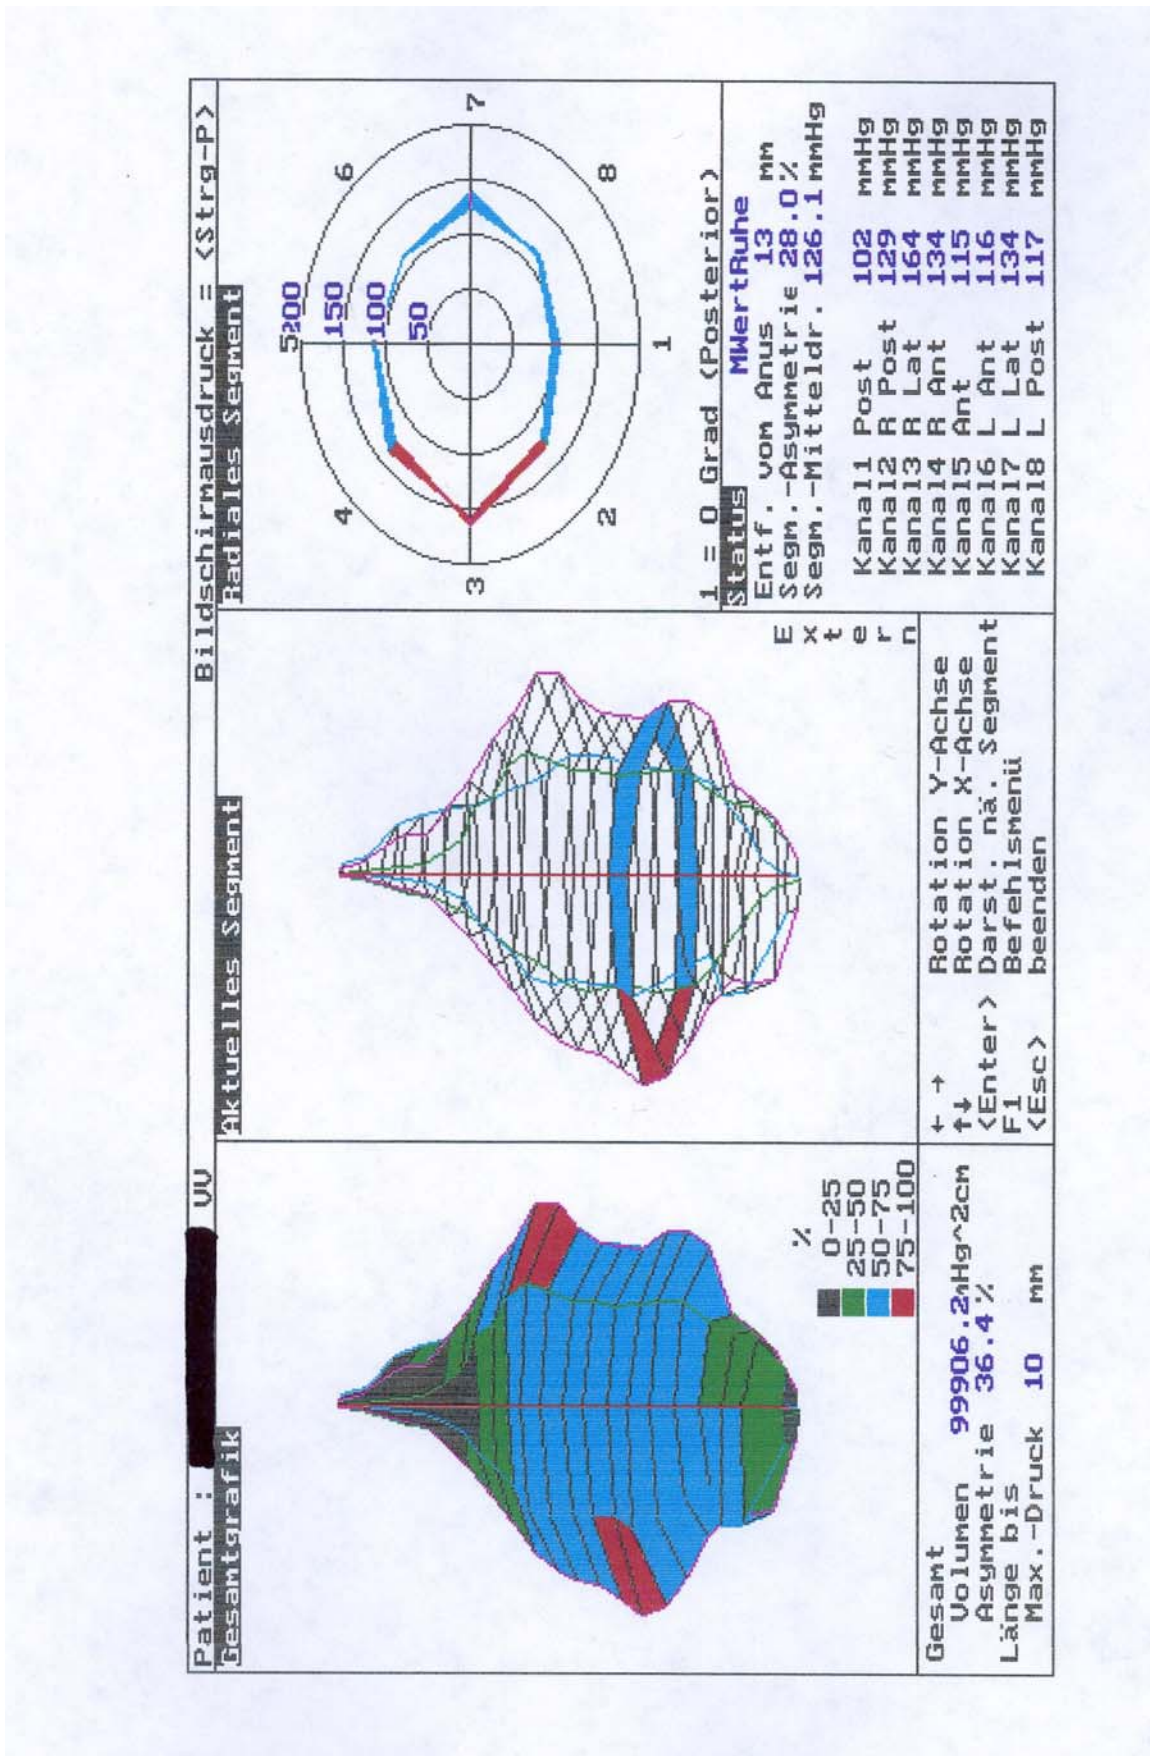 Patient : VV Bildschirmausdruck = <Strg-P>
Gesamtgrafik
%
0-25
25-50
50-75
75-100
Aktuelles Segment
E
x
t
e
r
n
Radiales Segment
5200
150
100
50
4
6
3
7
2
8
1
1 = 0 Grad (Posterior)
Gesamt
Volumen 99906.2mHg^2cm
Asymmetrie 36.4 %
Länge bis
Max.-Druck 10 mm
← → Rotation Y-Achse
↑↓ Rotation X-Achse
<Enter> Darst. nä. Segment
F1 Befehlsmenü
<Esc> beenden
Status MWertRuhe
Entf. vom Anus 13 mm
Segm.-Asymmetrie 28.0 %
Segm.-Mitteldr. 126.1 mmHg
Kanal1 Post 102 mmHg
Kanal2 R Post 129 mmHg
Kanal3 R Lat 164 mmHg
Kanal4 R Ant 134 mmHg
Kanal5 Ant 115 mmHg
Kanal6 L Ant 116 mmHg
Kanal7 L Lat 134 mmHg
Kanal8 L Post 117 mmHg